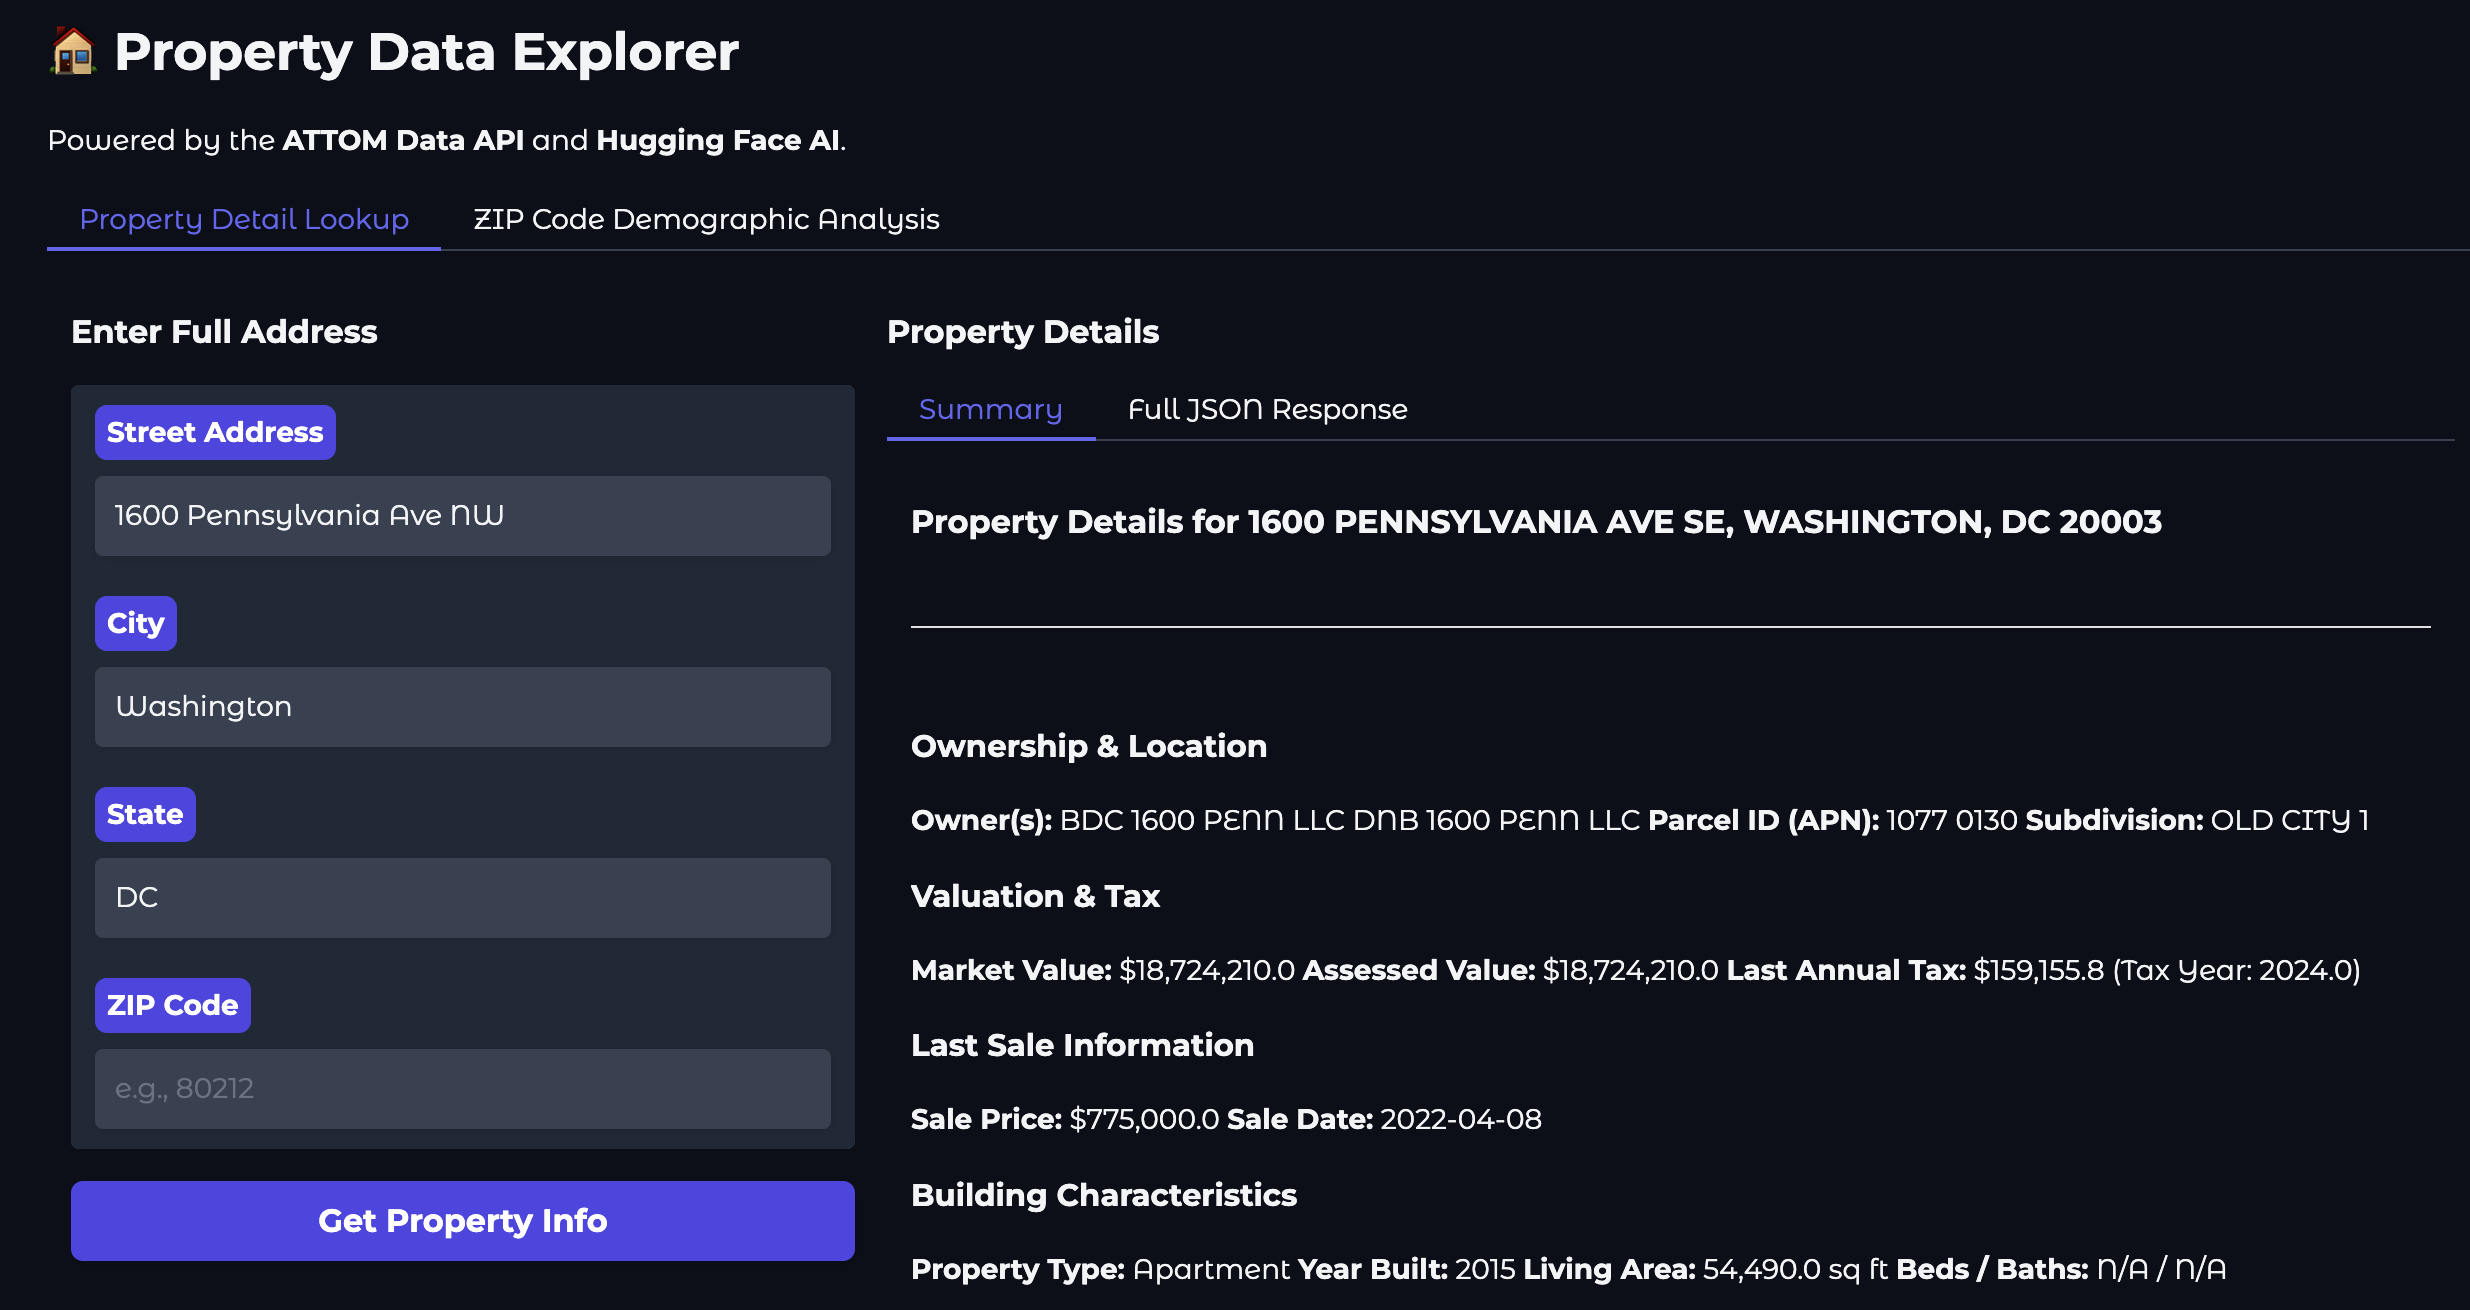 🏠 Property Data Explorer
Powered by the ATTOM Data API and Hugging Face AI.
Property Detail Lookup
ZIP Code Demographic Analysis
Enter Full Address
Street Address
1600 Pennsylvania Ave NW
City
Washington
State
DC
ZIP Code
e.g., 80212
Get Property Info
Property Details
Summary
Full JSON Response
Property Details for 1600 PENNSYLVANIA AVE SE, WASHINGTON, DC 20003
Ownership & Location
Owner(s): BDC 1600 PENN LLC DNB 1600 PENN LLC Parcel ID (APN): 1077 0130 Subdivision: OLD CITY 1
Valuation & Tax
Market Value: $18,724,210.0 Assessed Value: $18,724,210.0 Last Annual Tax: $159,155.8 (Tax Year: 2024.0)
Last Sale Information
Sale Price: $775,000.0 Sale Date: 2022-04-08
Building Characteristics
Property Type: Apartment Year Built: 2015 Living Area: 54,490.0 sq ft Beds / Baths: N/A / N/A